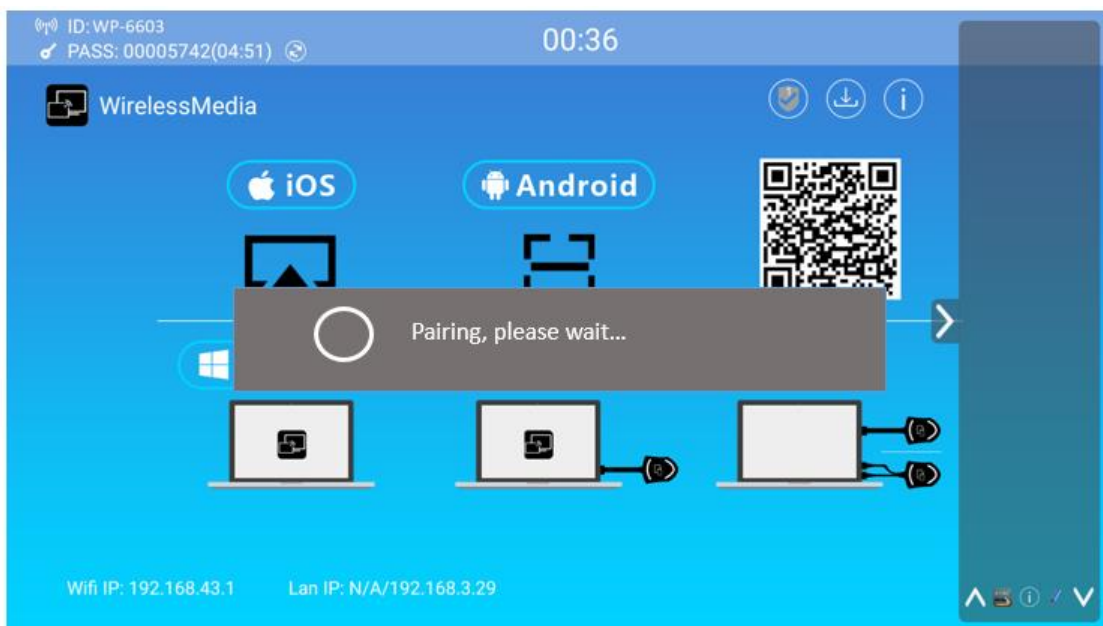 ID: WP-6603
PASS: 00005742(04:51)
00:36
WirelessMedia
iOS
Android
Pairing, please wait...
Wifi IP: 192.168.43.1
Lan IP: N/A/192.168.3.29